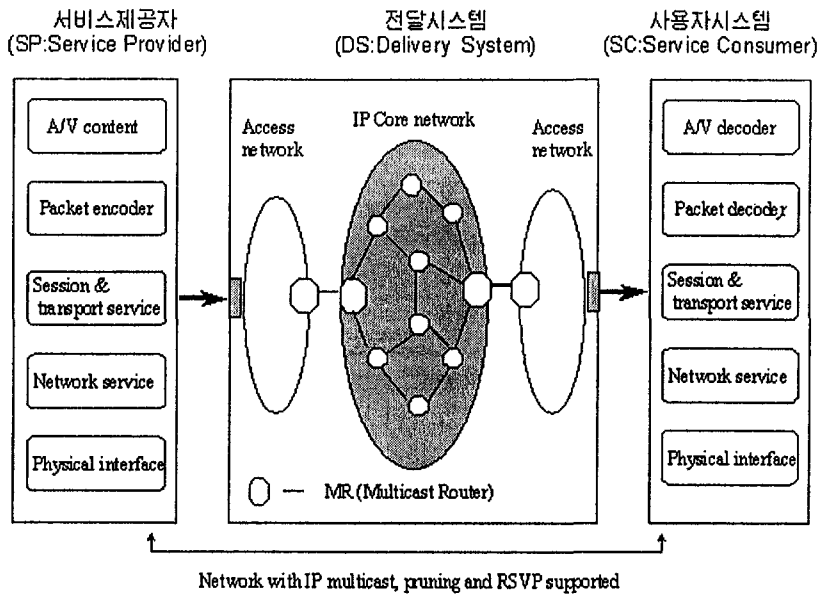 서비스제공자
(SP:Service Provider)
전달시스템
(DS:Delivery System)
사용자시스템
(SC:Service Consumer)
A/V content
Packet encoder
Session &
transport service
Network service
Physical interface
Access
network
IP Core network
Access
network
MR (Multicast Router)
A/V decoder
Packet decoder
Session &
transport service
Network service
Physical interface
Network with IP multicast, pruning and RSVP supported